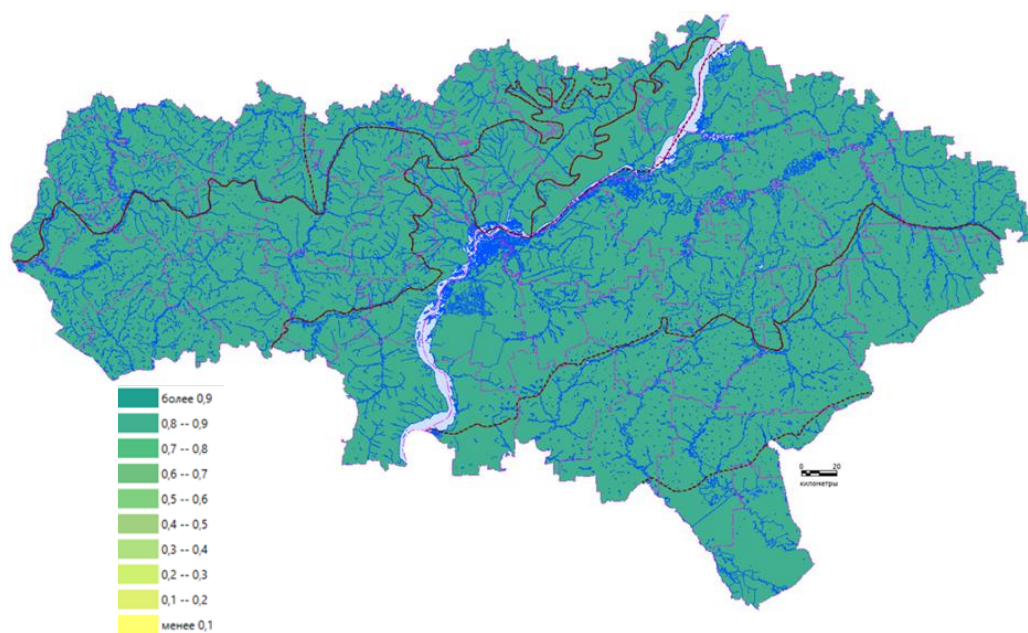 более 0,9
0,8 -- 0,9
0,7 -- 0,8
0,6 -- 0,7
0,5 -- 0,6
0,4 -- 0,5
0,3 -- 0,4
0,2 -- 0,3
0,1 -- 0,2
менее 0,1
0 20
километры